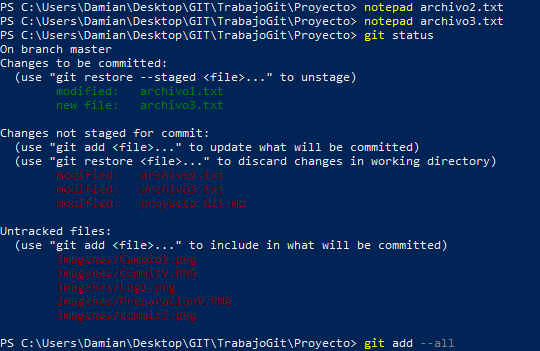 PS C:\Users\Damian\Desktop\GIT\TrabajoGit\Proyecto> notepad archivo2.txt
PS C:\Users\Damian\Desktop\GIT\TrabajoGit\Proyecto> notepad archivo3.txt
PS C:\Users\Damian\Desktop\GIT\TrabajoGit\Proyecto> git status
On branch master
Changes to be committed:
  (use "git restore --staged <file>..." to unstage)
        modified:   archivo1.txt
        new file:   archivo3.txt

Changes not staged for commit:
  (use "git add <file>..." to update what will be committed)
  (use "git restore <file>..." to discard changes in working directory)
        modified:   archivo2.txt
        modified:   archivo3.txt
        modified:   proyecto Git.md

Untracked files:
  (use "git add <file>..." to include in what will be committed)
        Imagenes/Cambio1.png
        Imagenes/CommitV.PNG
        Imagenes/Log1.png
        Imagenes/PreparacionV.PNG
        Imagenes/commit2.png

PS C:\Users\Damian\Desktop\GIT\TrabajoGit\Proyecto> git add --all